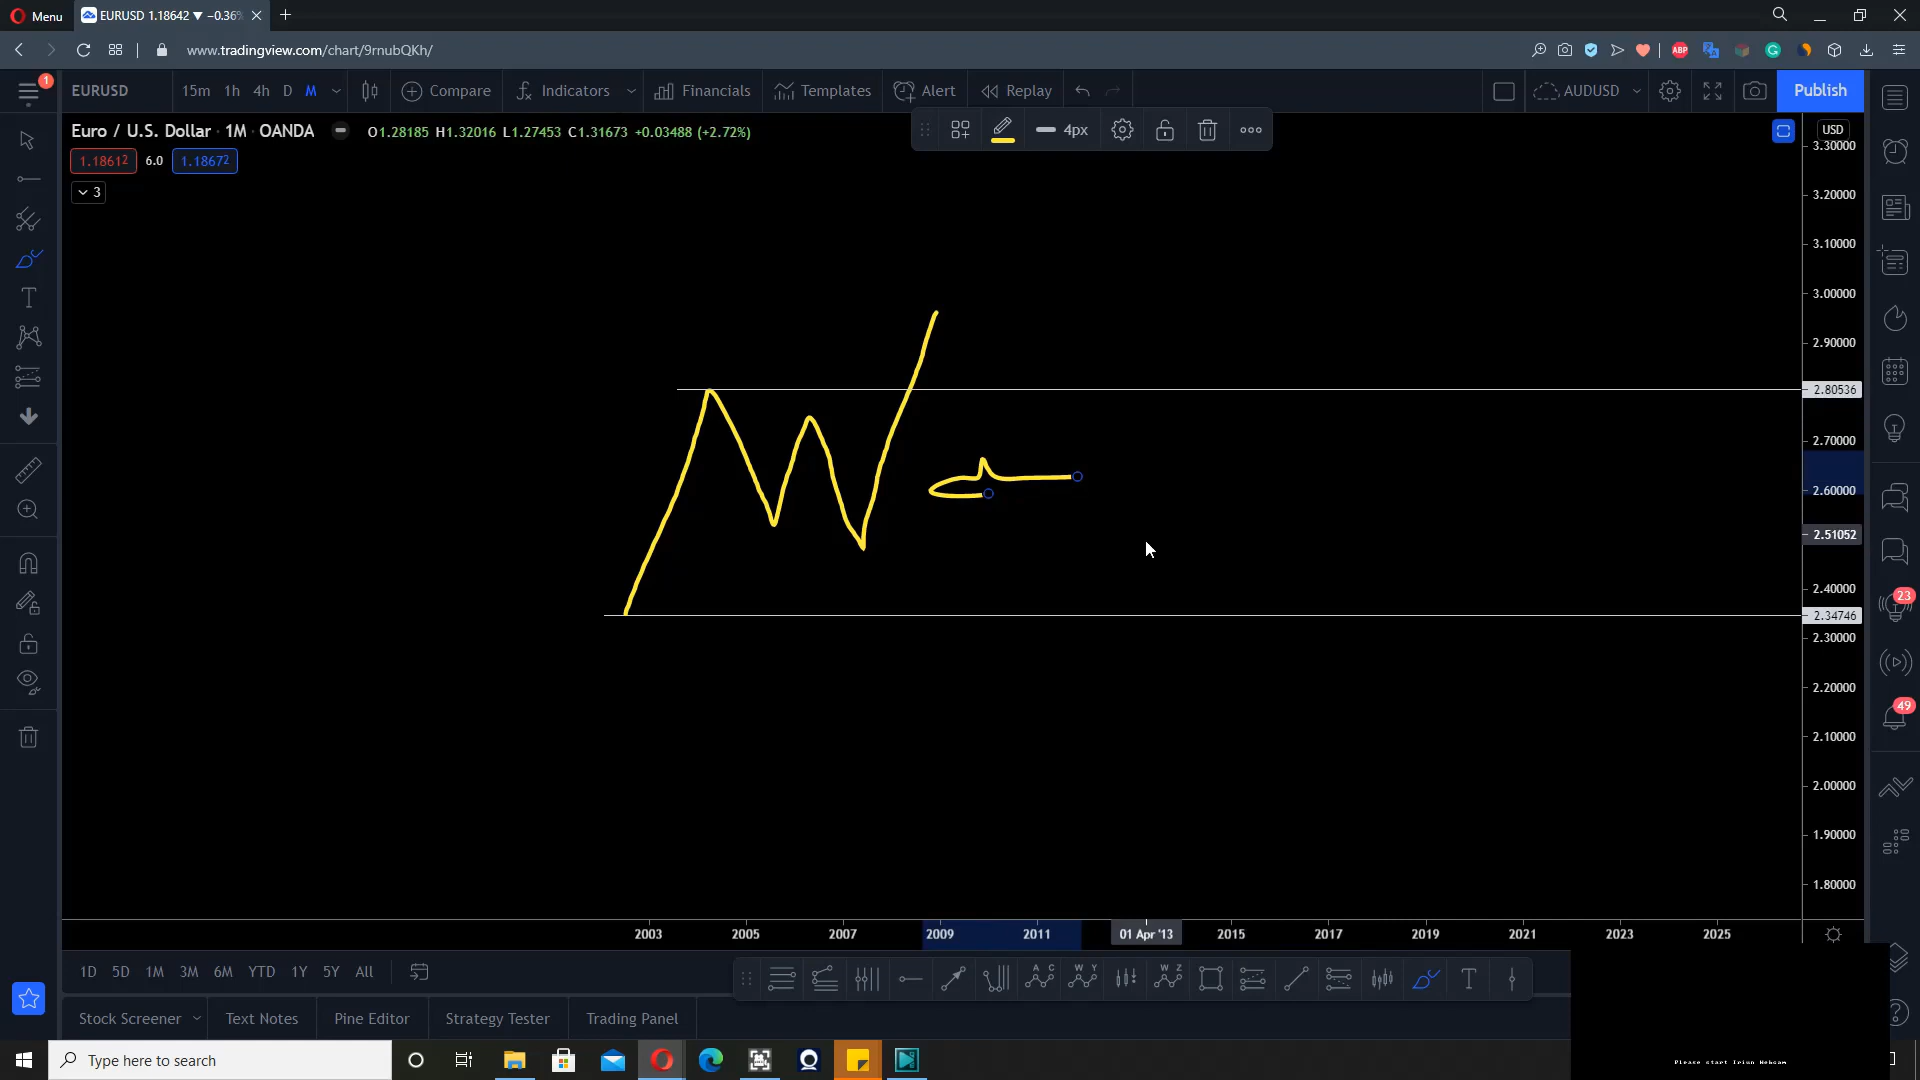 Menu
EURUSD 1.18642 ▼ −0.36%
www.tradingview.com/chart/9rnubQKh/
1
EURUSD 15m 1h 4h D M Compare Indicators Financials Templates Alert Replay AUDUSD Publish
Euro / U.S. Dollar · 1M · OANDA O1.28185 H1.32016 L1.27453 C1.31673 +0.03488 (+2.72%)
4px
USD
1.18612 6.0 1.18672
3
3.30000
3.20000
3.10000
3.00000
2.90000
2.80536
2.70000
2.60000
2.51052
2.40000
2.34746
2.30000
2.20000
2.10000
2.00000
1.90000
1.80000
23
49
2003 2005 2007 2009 2011 01 Apr '13 2015 2017 2019 2021 2023 2025
1D 5D 1M 3M 6M YTD 1Y 5Y All
A C W Y W Z
Stock Screener Text Notes Pine Editor Strategy Tester Trading Panel
Type here to search
Please start Iriun Webcam
ABP